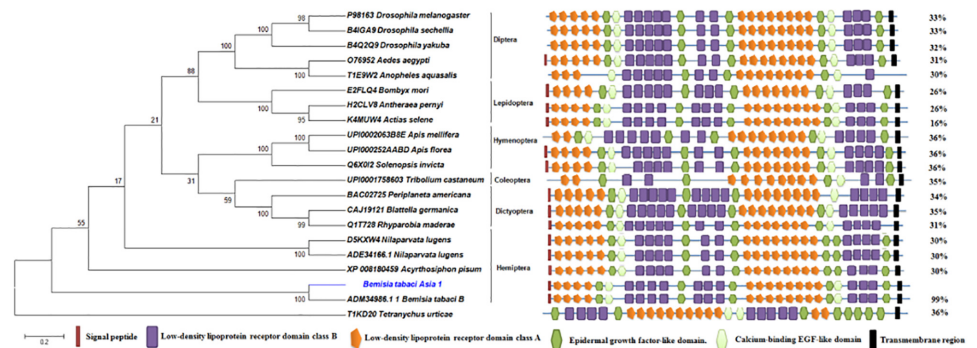 P98163 Drosophila melanogaster 33%
B4IGA9 Drosophila sechellia 33%
B4Q2Q9 Drosophila yakuba 32%
O76952 Aedes aegypti 31%
T1E9W2 Anopheles aquasalis 30%
Diptera
E2FLQ4 Bombyx mori 26%
H2CLV8 Antheraea pernyi 26%
K4MUW4 Actias selene 16%
Lepidoptera
UPI0002063B8E Apis mellifera 36%
UPI000252AABD Apis florea 36%
Q6X0I2 Solenopsis invicta 36%
Hymenoptera
UPI0001758603 Tribolium castaneum 35%
Coleoptera
BAC02725 Periplaneta americana 34%
CAJ19121 Blattella germanica 35%
Q1T728 Rhyparobia maderae 31%
Dictyoptera
D5KXW4 Nilaparvata lugens 30%
ADE34166.1 Nilaparvata lugens 30%
XP 008180459 Acyrthosiphon pisum 30%
Bemisia tabaci Asia 1
ADM34986.1 1 Bemisia tabaci B 99%
Hemiptera
T1KD20 Tetranychus urticae 36%
98
100
100
100
88
100
95
21
100
100
31
59
100
99
17
55
100
100
0.2
Signal peptide
Low-density lipoprotein receptor domain class B
Low-density lipoprotein receptor domain class A
Epidermal growth factor-like domain.
Calcium-binding EGF-like domain
Transmembrane region